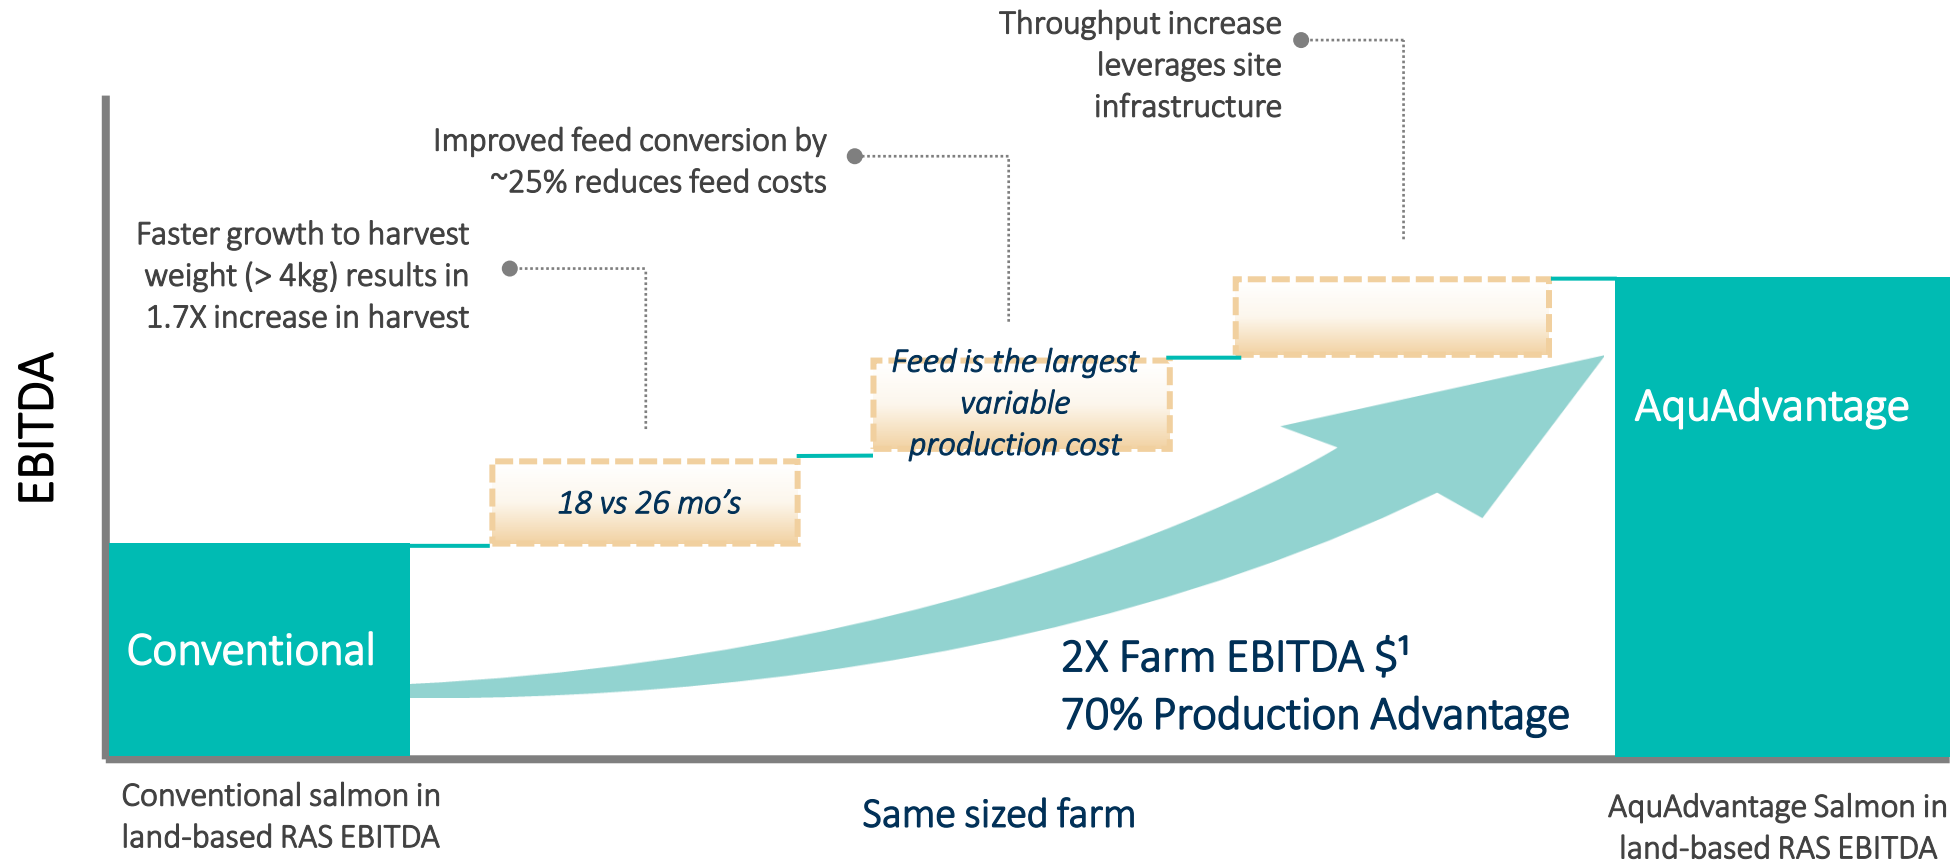 Throughput increase
leverages site
infrastructure
Improved feed conversion by
~25% reduces feed costs
Faster growth to harvest
weight (> 4kg) results in
1.7X increase in harvest
EBITDA
Feed is the largest
variable
production cost
18 vs 26 mo’s
AquAdvantage
Conventional
2X Farm EBITDA $¹
70% Production Advantage
Conventional salmon in
land-based RAS EBITDA
Same sized farm
AquAdvantage Salmon in
land-based RAS EBITDA